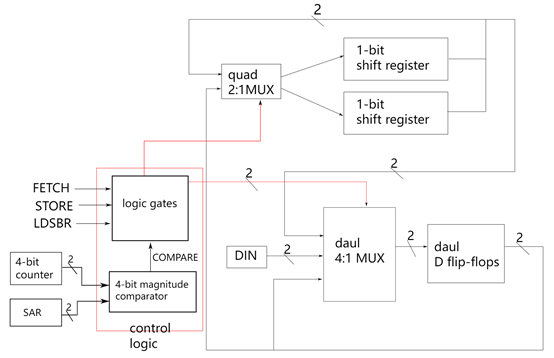 2
quad
2:1MUX
1-bit
shift register
1-bit
shift register
FETCH
STORE
LDSBR
logic gates
2
2
COMPARE
4-bit
counter
2
4-bit magnitude
comparator
SAR
2
control
logic
DIN
2
daul
4:1 MUX
2
daul
D flip-flops
2